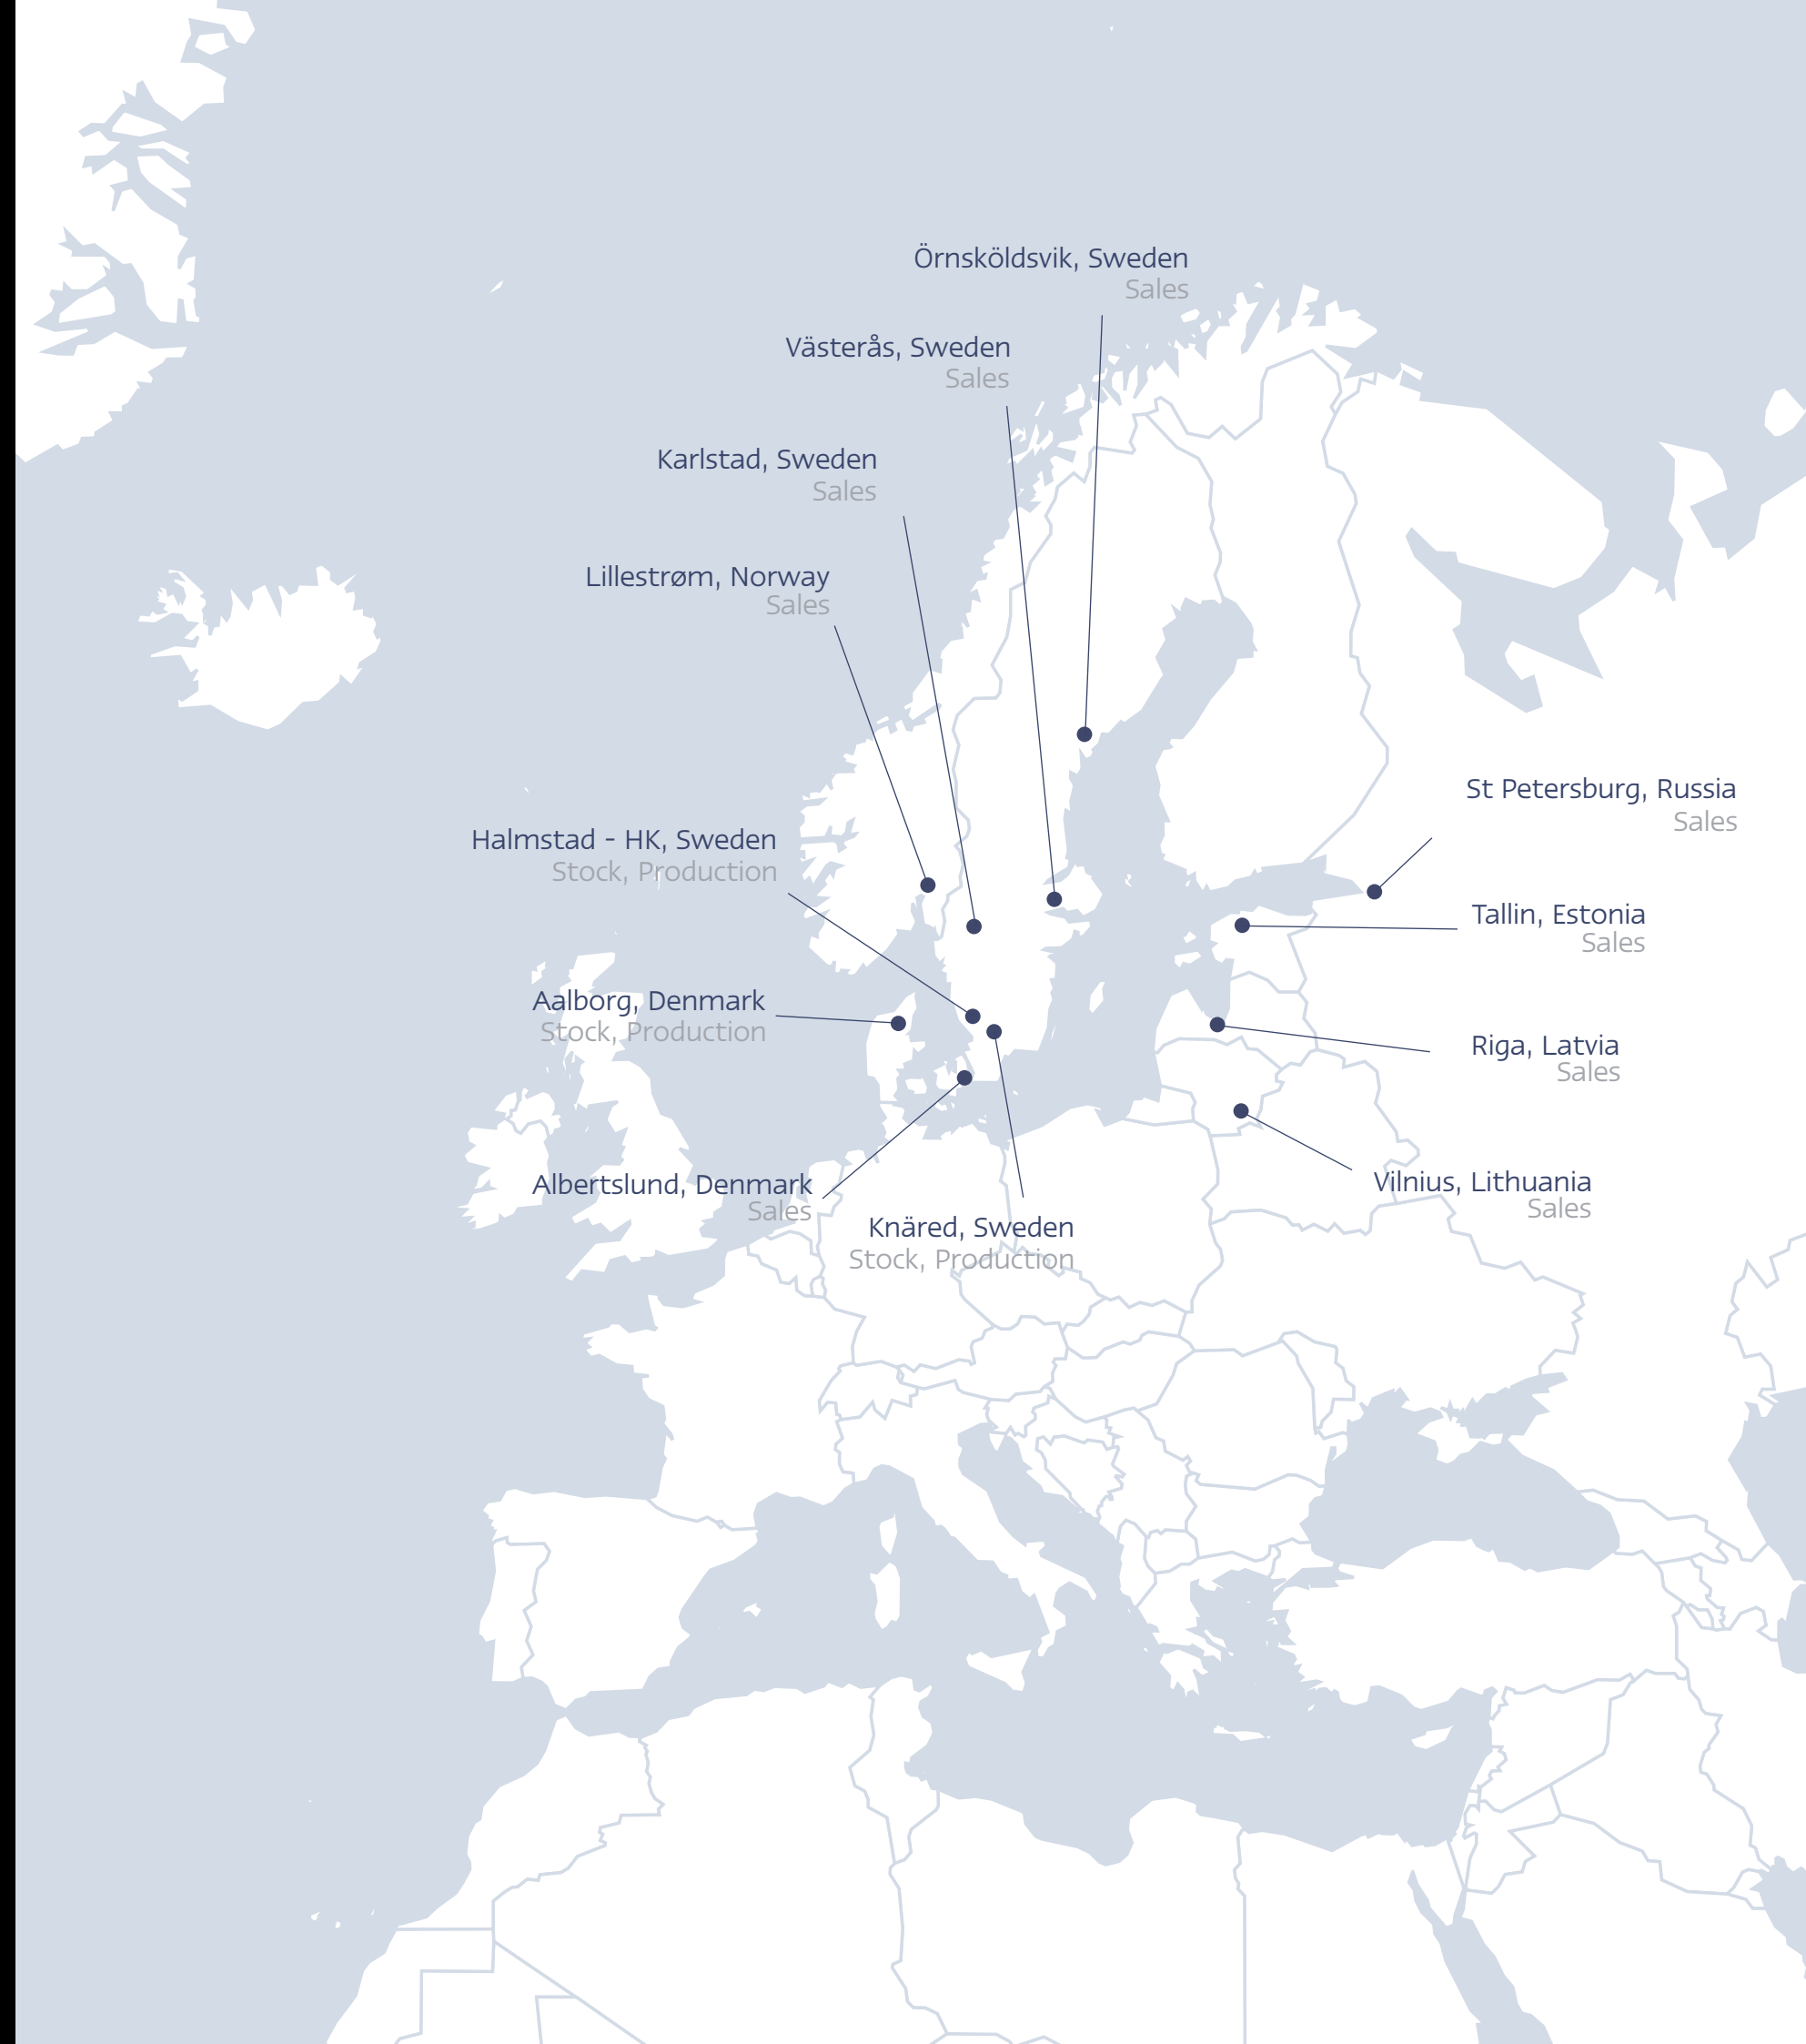 Örnsköldsvik, Sweden
Sales
Västerås, Sweden
Sales
Karlstad, Sweden
Sales
Lillestrøm, Norway
Sales
St Petersburg, Russia
Sales
Halmstad - HK, Sweden
Stock, Production
Tallin, Estonia
Sales
Aalborg, Denmark
Stock, Production
Riga, Latvia
Sales
Albertslund, Denmark
Sales
Vilnius, Lithuania
Sales
Knäred, Sweden
Stock, Production